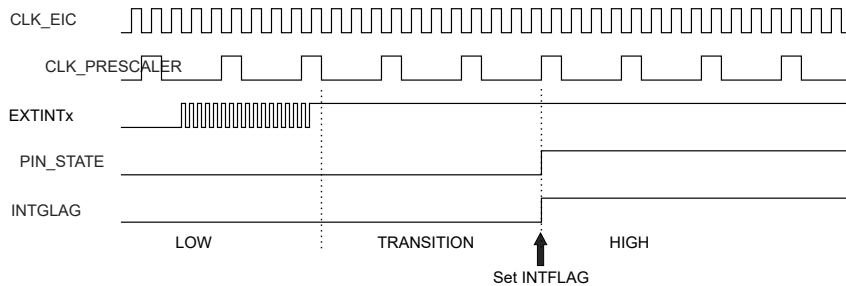 CLK_EIC
CLK_PRESCALER
EXTINTx
PIN_STATE
INTGLAG
LOW TRANSITION HIGH
Set INTFLAG